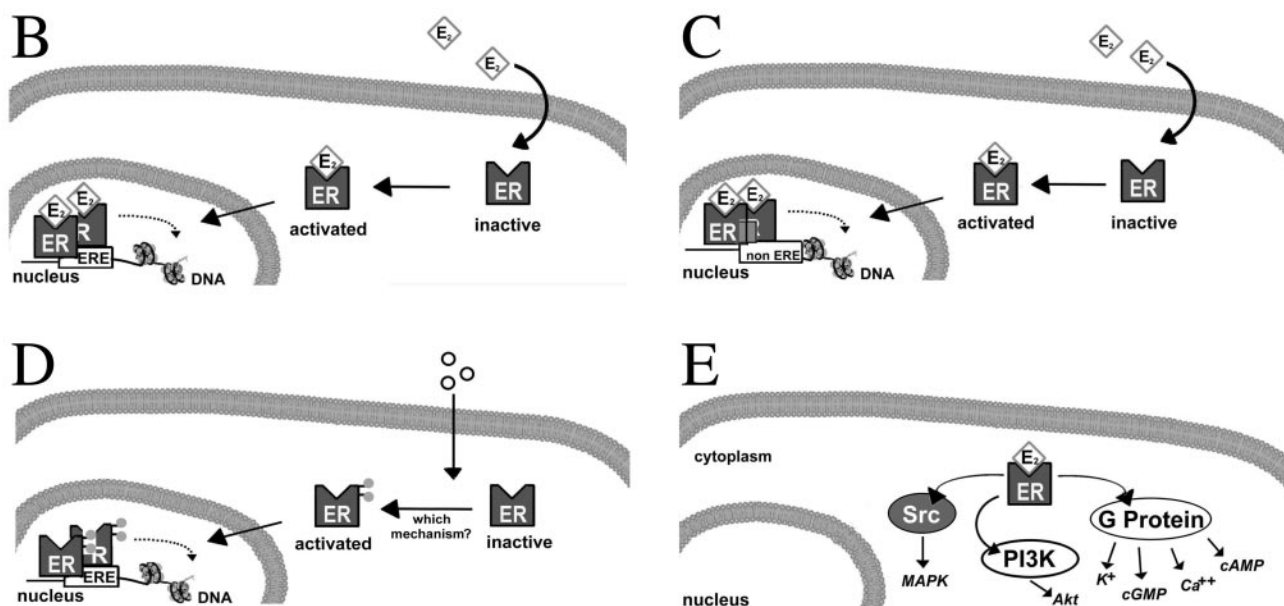 B
E₂
E₂
E₂
ER
activated
ER
inactive
E₂
E₂
ER
R
ERE
nucleus
DNA
C
E₂
E₂
E₂
ER
activated
ER
inactive
E₂
E₂
ER
non ERE
nucleus
DNA
D
ER
activated
which
mechanism?
ER
inactive
ER
R
ERE
nucleus
DNA
E
cytoplasm
E₂
ER
Src
PI3K
G Protein
MAPK
Akt
K⁺
cGMP
Ca⁺⁺
cAMP
nucleus